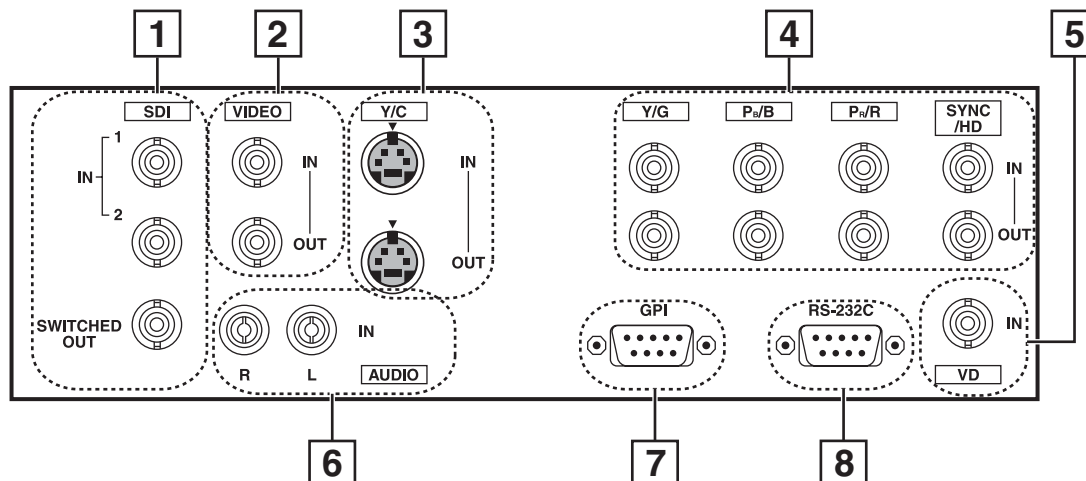 1 2 3 4 5
SDI VIDEO Y/C Y/G PB/B PR/R SYNC
/HD
1
IN IN IN IN
2
OUT OUT OUT
SWITCHED
OUT
IN
R L AUDIO
GPI RS-232C
IN
VD
6 7 8